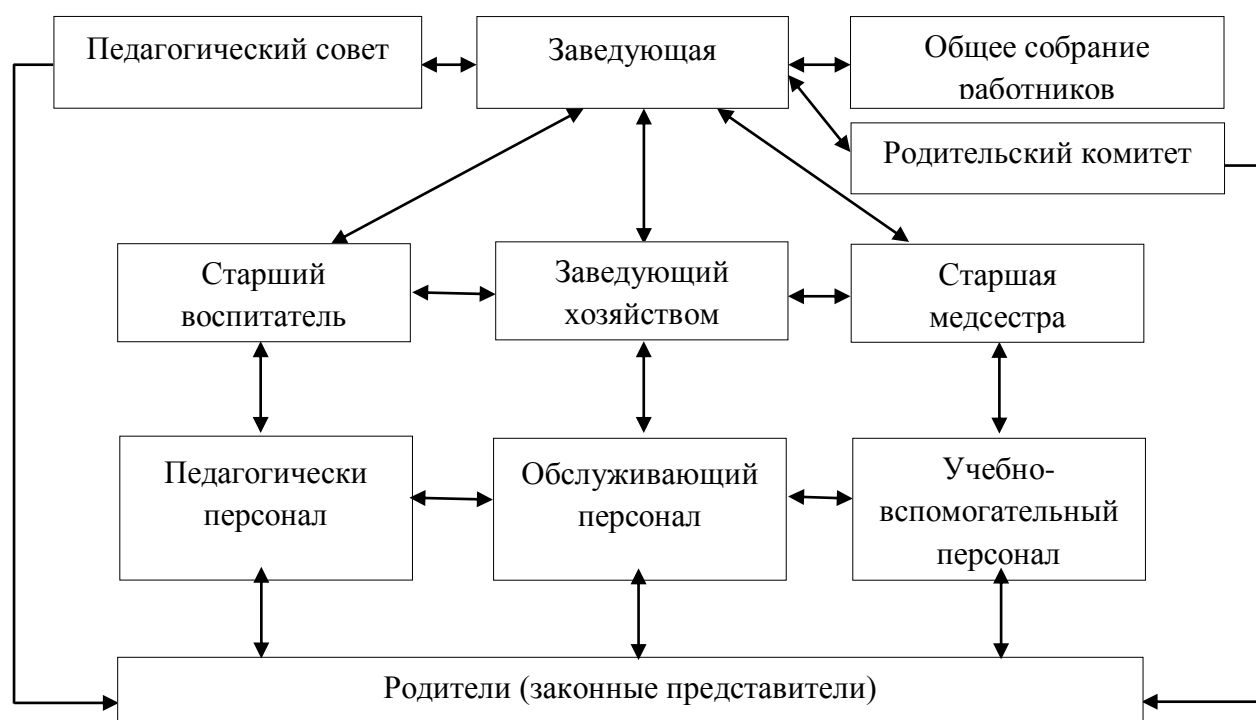 Педагогический совет
Заведующая
Общее собрание
работников
Родительский комитет
Старший
воспитатель
Заведующий
хозяйством
Старшая
медсестра
Педагогически
персонал
Обслуживающий
персонал
Учебно-
вспомогательный
персонал
Родители (законные представители)